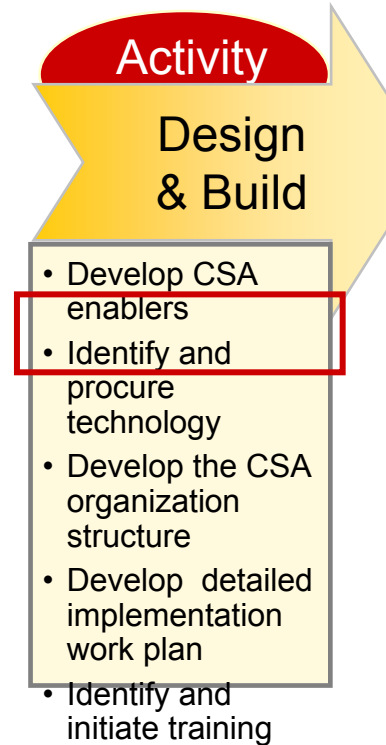 Activity
Design
& Build
• Develop CSA
enablers
• Identify and
procure
technology
• Develop the CSA
organization
structure
• Develop detailed
implementation
work plan
• Identify and
initiate training